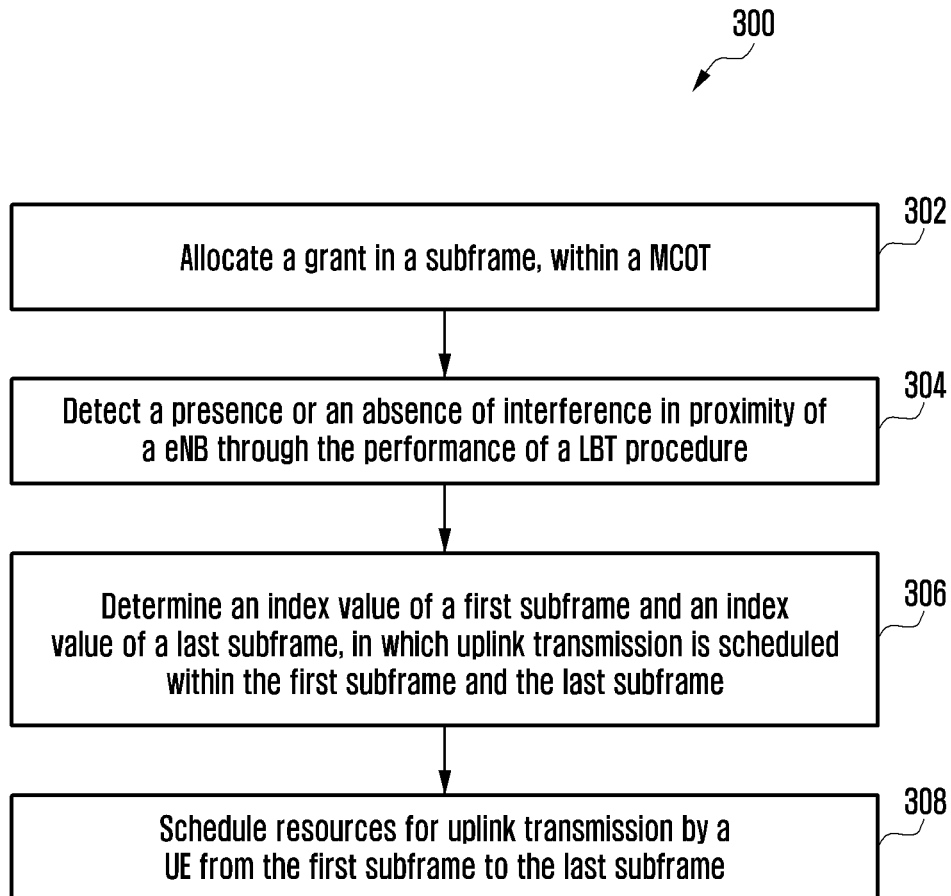 300
302
Allocate a grant in a subframe, within a MCOT
304
Detect a presence or an absence of interference in proximity of
a eNB through the performance of a LBT procedure
306
Determine an index value of a first subframe and an index
value of a last subframe, in which uplink transmission is scheduled
within the first subframe and the last subframe
308
Schedule resources for uplink transmission by a
UE from the first subframe to the last subframe